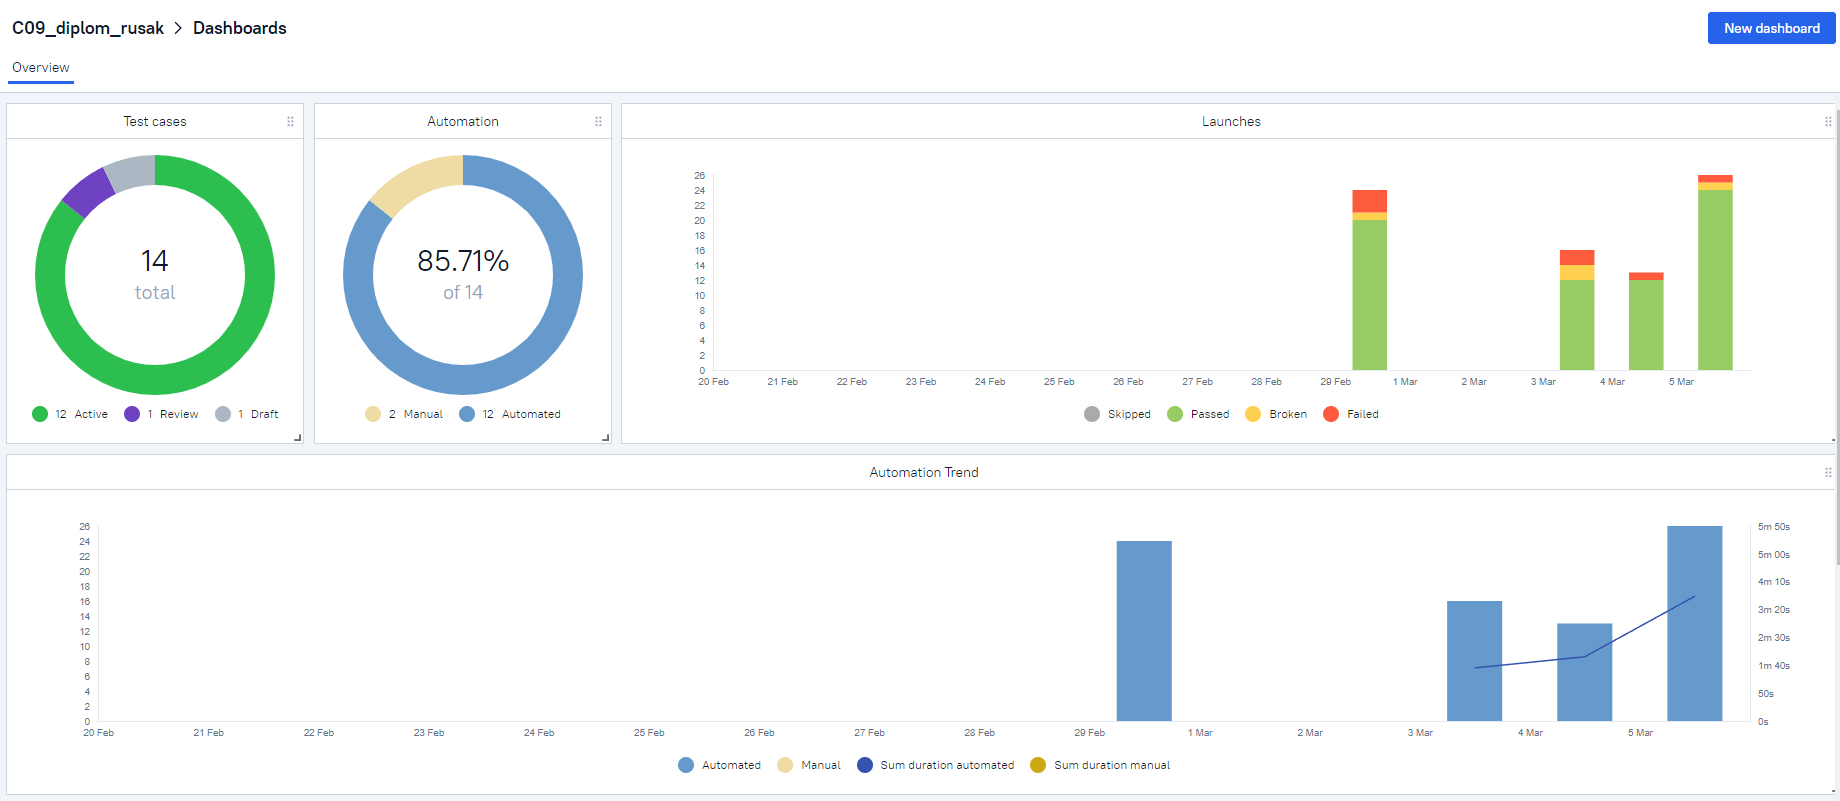 C09_diplom_rusak > Dashboards
New dashboard
Overview
Test cases
14
total
12 Active 1 Review 1 Draft
Automation
85.71%
of 14
2 Manual 12 Automated
Launches
26
24
22
20
18
16
14
12
10
8
6
4
2
0
20 Feb 21 Feb 22 Feb 23 Feb 24 Feb 25 Feb 26 Feb 27 Feb 28 Feb 29 Feb 1 Mar 2 Mar 3 Mar 4 Mar 5 Mar
Skipped Passed Broken Failed
Automation Trend
26
24
22
20
18
16
14
12
10
8
6
4
2
0
5m 50s
5m 00s
4m 10s
3m 20s
2m 30s
1m 40s
50s
0s
20 Feb 21 Feb 22 Feb 23 Feb 24 Feb 25 Feb 26 Feb 27 Feb 28 Feb 29 Feb 1 Mar 2 Mar 3 Mar 4 Mar 5 Mar
Automated Manual Sum duration automated Sum duration manual